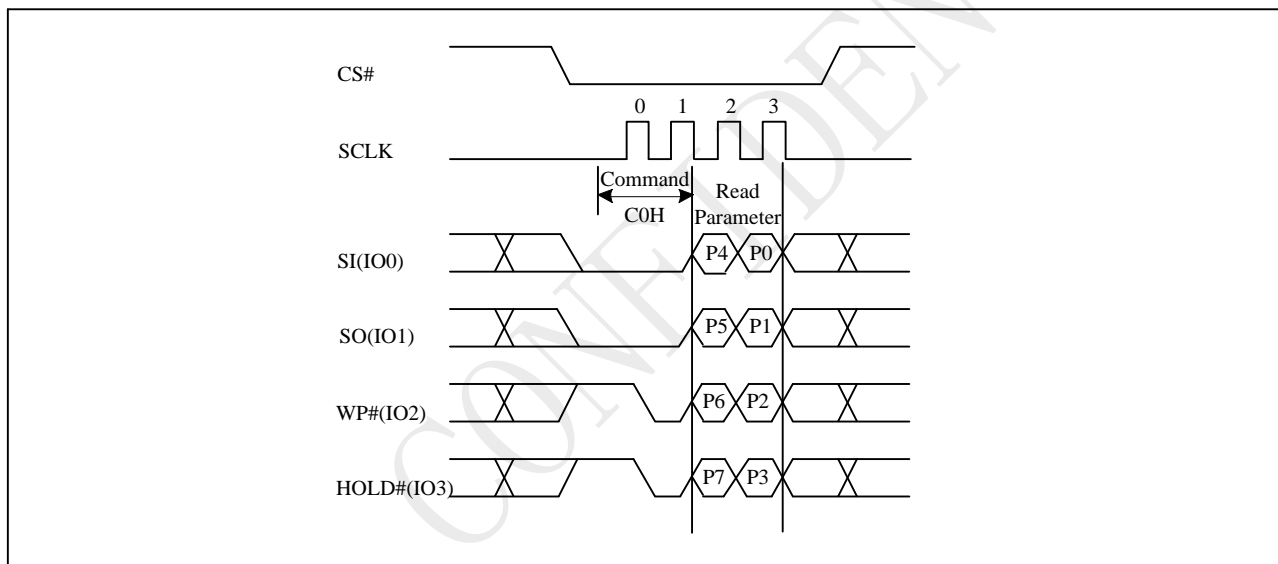 CS#
0 1 2 3
SCLK
Command Read
C0H Parameter
SI(IO0) P4 P0
SO(IO1) P5 P1
WP#(IO2) P6 P2
HOLD#(IO3) P7 P3
CONFIDEN